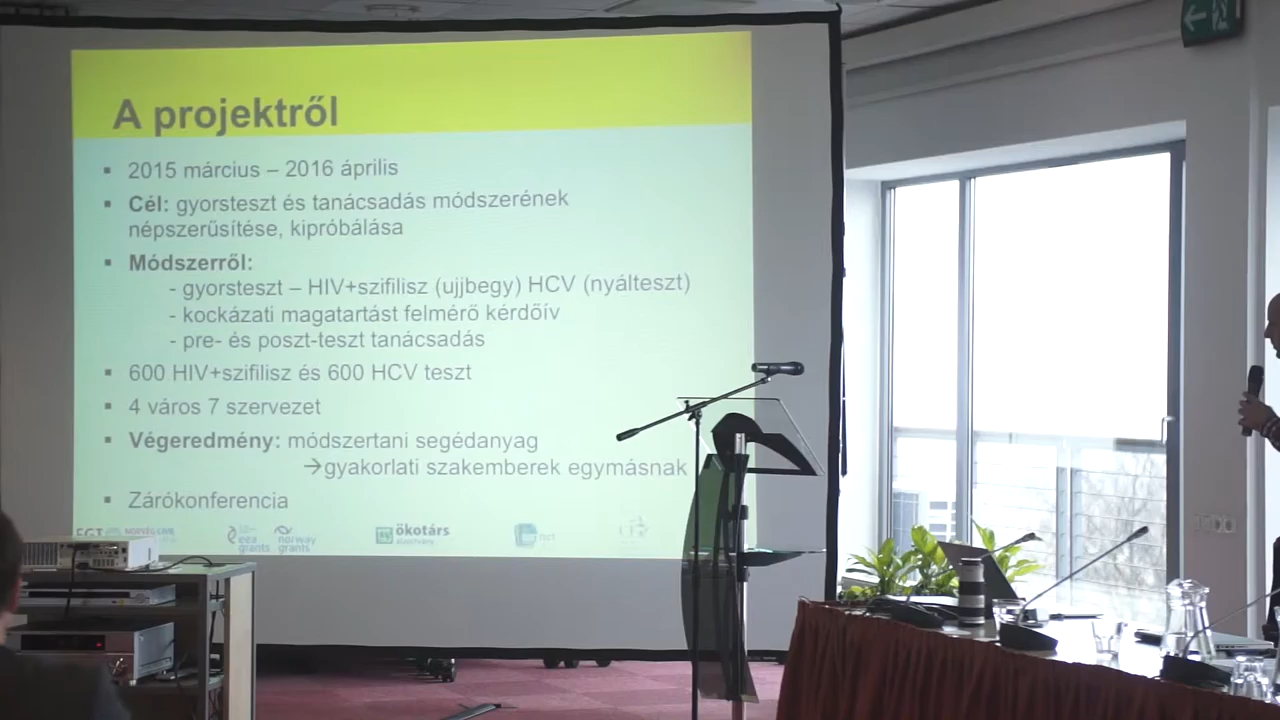 A projektről
▪ 2015 március – 2016 április
▪ Cél: gyorsteszt és tanácsadás módszerének
népszerűsítése, kipróbálása
▪ Módszerről:
- gyorsteszt – HIV+szifilisz (ujjbegy) HCV (nyálteszt)
- kockázati magatartást felmérő kérdőív
- pre- és poszt-teszt tanácsadás
▪ 600 HIV+szifilisz és 600 HCV teszt
▪ 4 város 7 szervezet
▪ Végeredmény: módszertani segédanyag
→gyakorlati szakemberek egymásnak
▪ Zárókonferencia
eea grants
norway grants
ökotárs